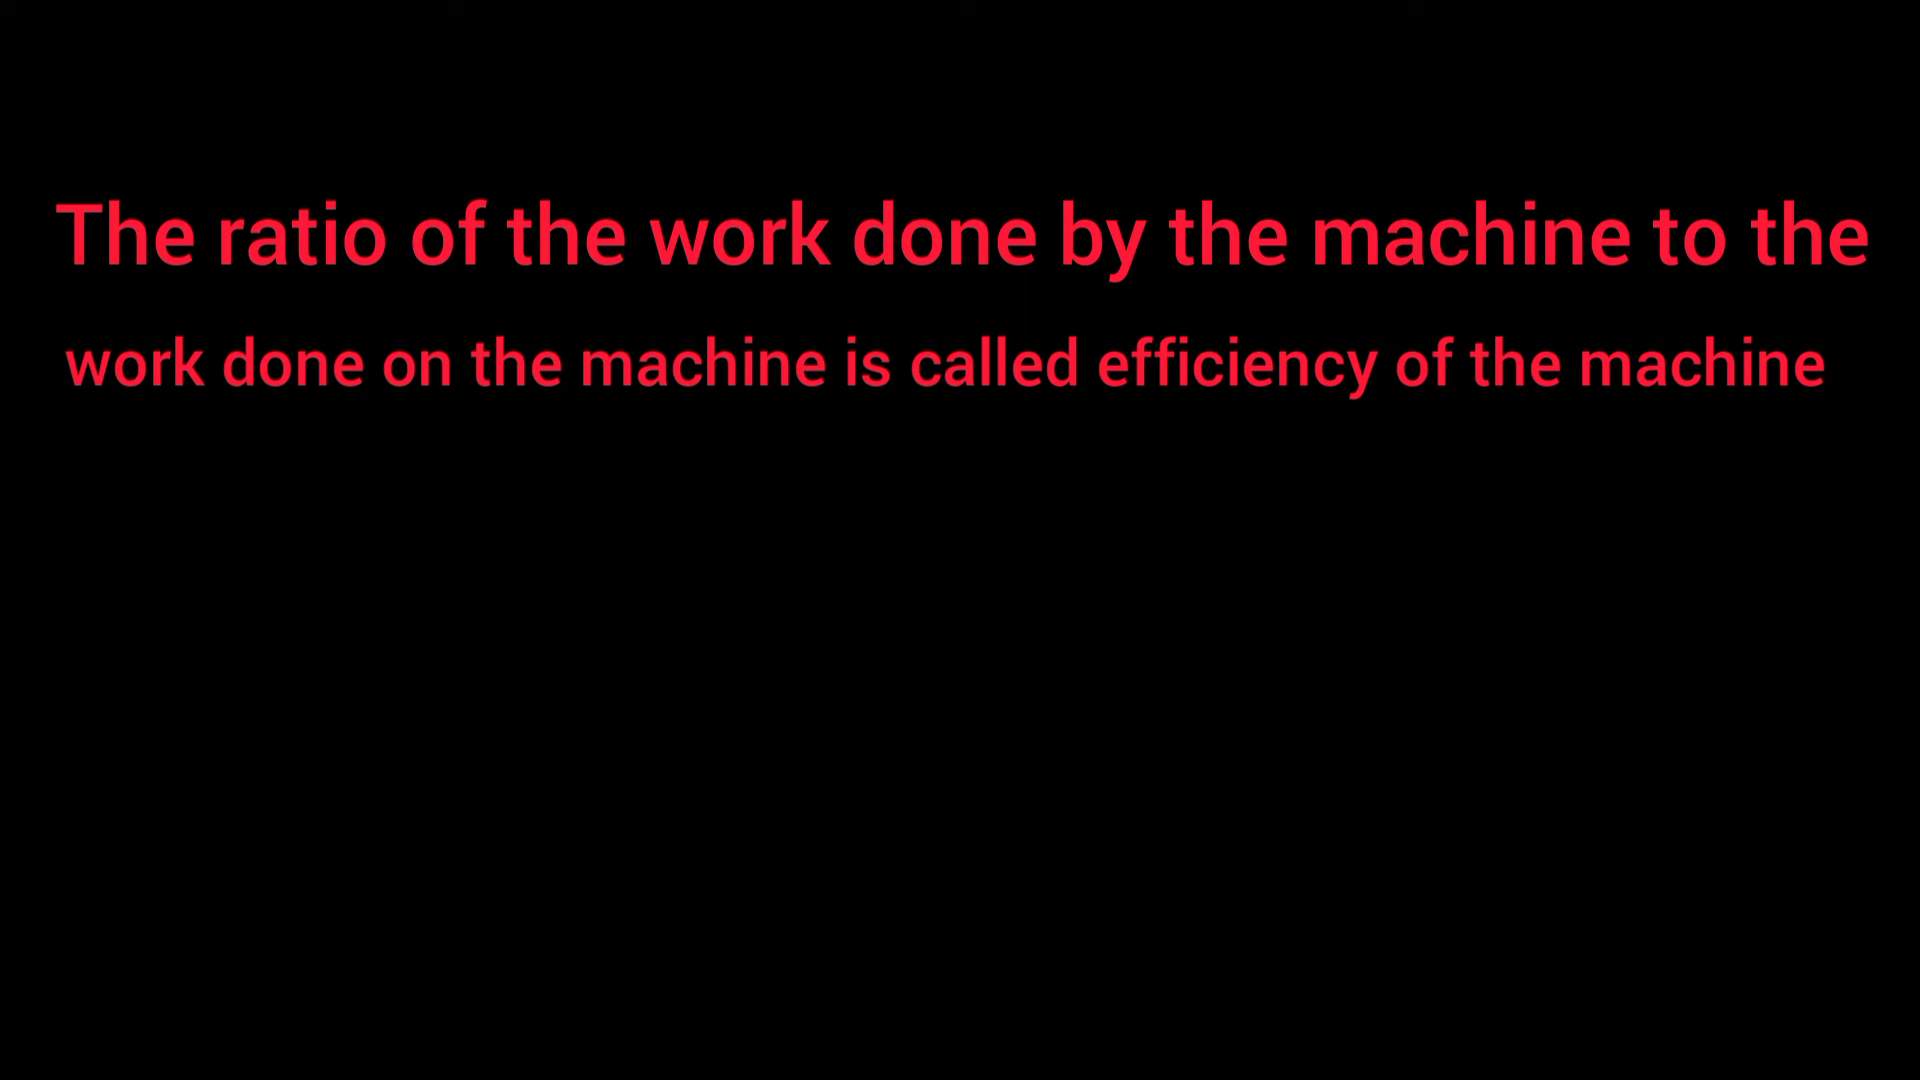 The ratio of the work done by the machine to the
work done on the machine is called efficiency of the machine